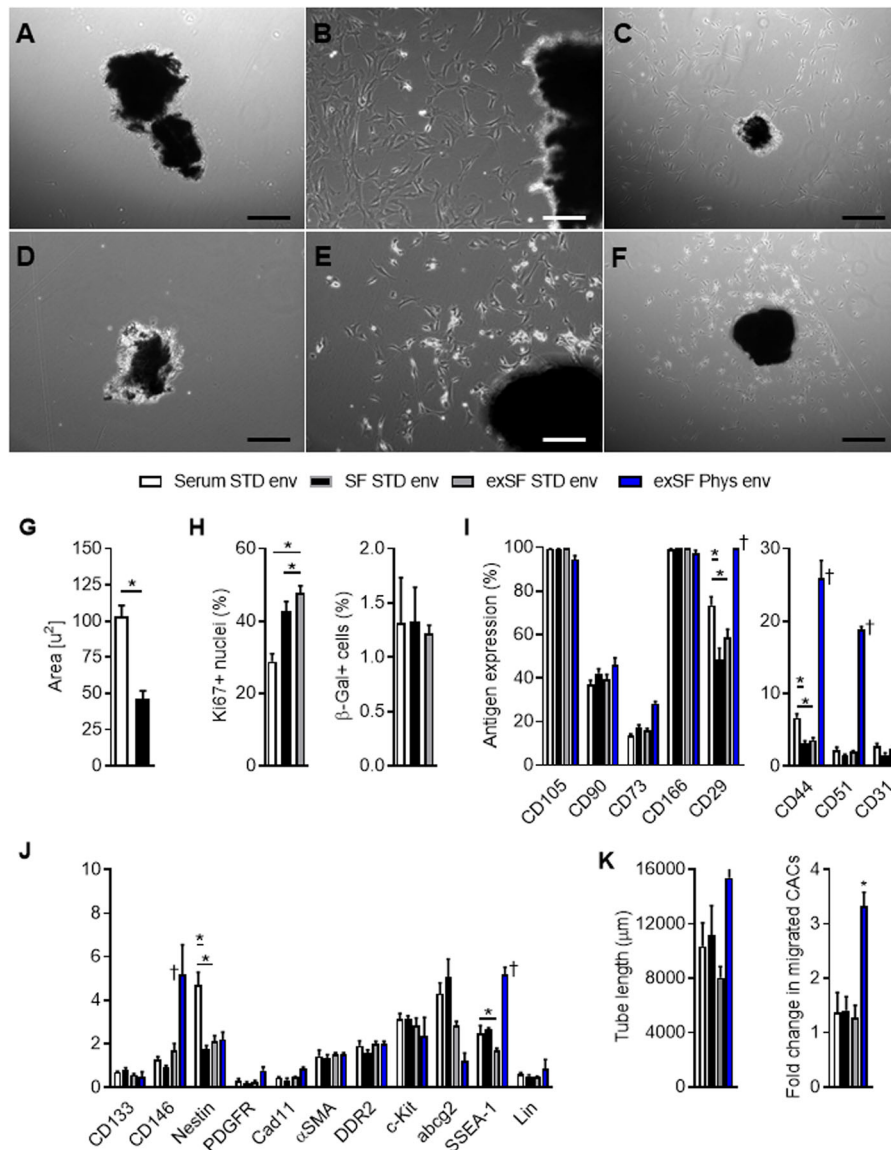 A
B
C
D
E
F
Serum STD env
SF STD env
exSF STD env
exSF Phys env
G
H
I
150
125
100
75
50
25
0
Area [u²]
*
60
40
20
0
Ki67+ nuclei (%)
*
*
2.0
1.5
1.0
0.5
0.0
β-Gal+ cells (%)
100
80
60
40
20
0
Antigen expression (%)
*
*
†
CD105
CD90
CD73
CD166
CD29
30
20
10
0
*
*
†
†
CD44
CD51
CD31
J
K
10
8
6
4
2
0
†
*
*
*
†
CD133
CD146
Nestin
PDGFR
Cad11
αSMA
DDR2
c-Kit
abcg2
SSEA-1
Lin
16000
12000
8000
4000
0
Tube length (μm)
4
3
2
1
0
Fold change in migrated CACs
*